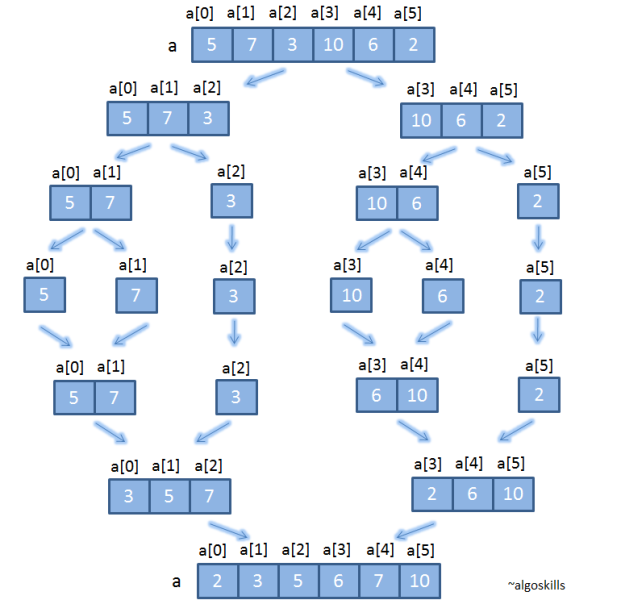 a[0] a[1] a[2] a[3] a[4] a[5]
a 5 7 3 10 6 2
a[0] a[1] a[2] a[3] a[4] a[5]
5 7 3 10 6 2
a[0] a[1] a[2] a[3] a[4] a[5]
5 7 3 10 6 2
a[0] a[1] a[2] a[3] a[4] a[5]
5 7 3 10 6 2
a[0] a[1] a[2] a[3] a[4] a[5]
5 7 3 6 10 2
a[0] a[1] a[2] a[3] a[4] a[5]
3 5 7 2 6 10
a[0] a[1] a[2] a[3] a[4] a[5]
a 2 3 5 6 7 10
~algoskills